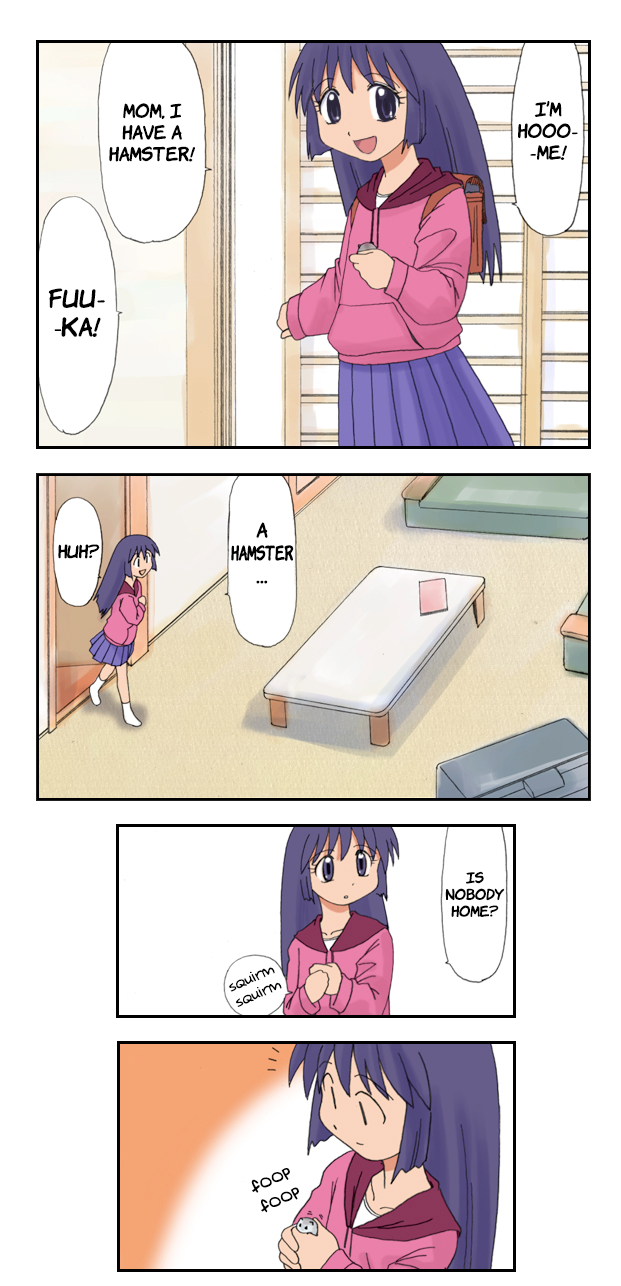 I'M
HOOO-
-ME!
MOM, I
HAVE A
HAMSTER!
FUU-
-KA!
A
HAMSTER
...
HUH?
IS
NOBODY
HOME?
squirm
squirm
foop
foop